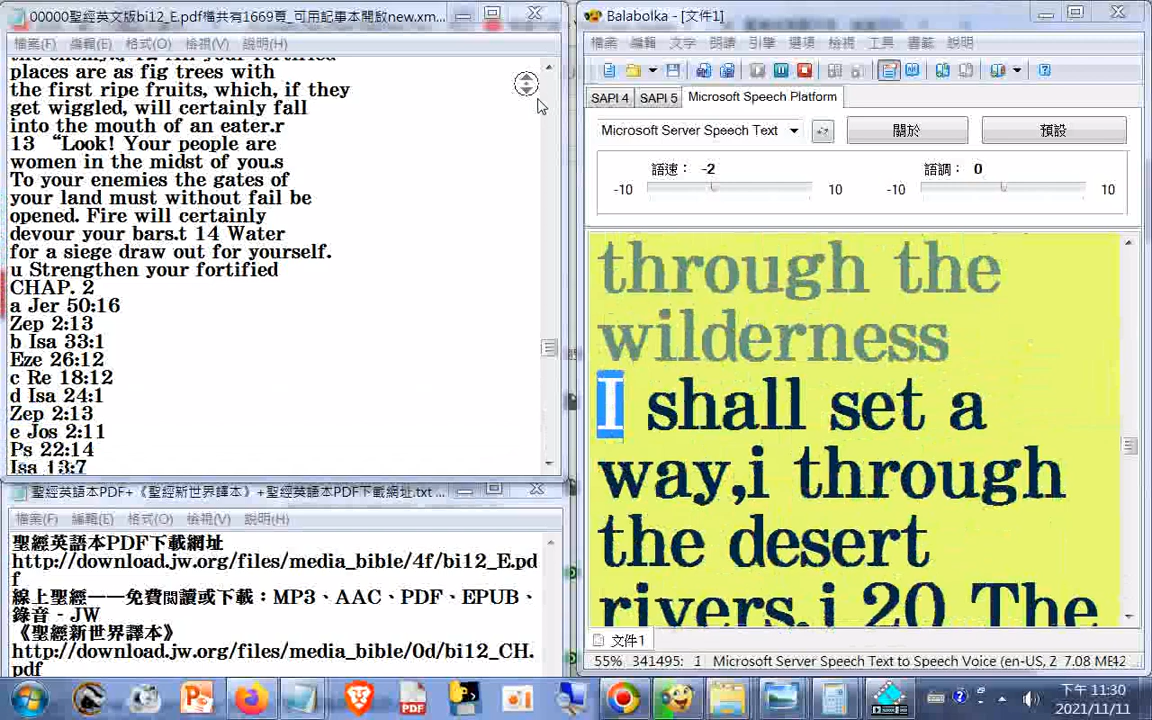 00000聖經英文版bi12_E.pdf檔共有1669頁_可用記事本開啟new.xm...
檔案(F) 編輯(E) 格式(O) 檢視(V) 說明(H)
places are as fig trees with
the first ripe fruits, which, if they
get wiggled, will certainly fall
into the mouth of an eater.r
13 “Look! Your people are
women in the midst of you.s
To your enemies the gates of
your land must without fail be
opened. Fire will certainly
devour your bars.t 14 Water
for a siege draw out for yourself.
u Strengthen your fortified
CHAP. 2
a Jer 50:16
Zep 2:13
b Isa 33:1
Eze 26:12
c Re 18:12
d Isa 24:1
Zep 2:13
e Jos 2:11
Ps 22:14
Isa 13:7
聖經英語本PDF+《聖經新世界譯本》+聖經英語本PDF下載網址.txt ...
檔案(F) 編輯(E) 格式(O) 檢視(V) 說明(H)
聖經英語本PDF下載網址
http://download.jw.org/files/media_bible/4f/bi12_E.pd
f
線上聖經——免費閱讀或下載：MP3、AAC、PDF、EPUB、
錄音 - JW
《聖經新世界譯本》
http://download.jw.org/files/media_bible/0d/bi12_CH.
pdf
Balabolka - [文件1]
檔案 編輯 文字 朗讀 引擎 選項 檢視 工具 書籤 說明
SAPI 4 SAPI 5 Microsoft Speech Platform
Microsoft Server Speech Text 關於 預設
語速： -2 語調： 0
-10 10 -10 10
through the
wilderness
I shall set a
way,i through
the desert
rivers.i 20 The
文件1
55% 341495: 1 Microsoft Server Speech Text to Speech Voice (en-US, Z 7.08 ME42
下午 11:30
2021/11/11